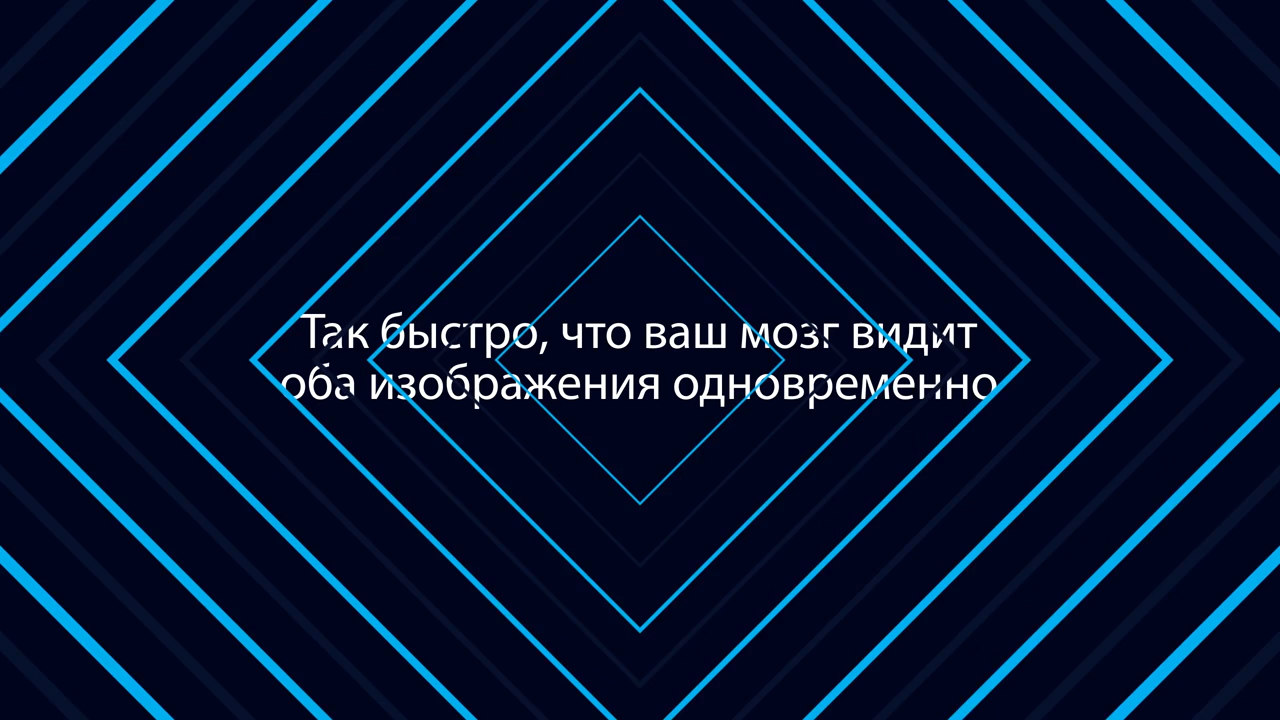 Так быстро, что ваш мозг видит
оба изображения одновременно